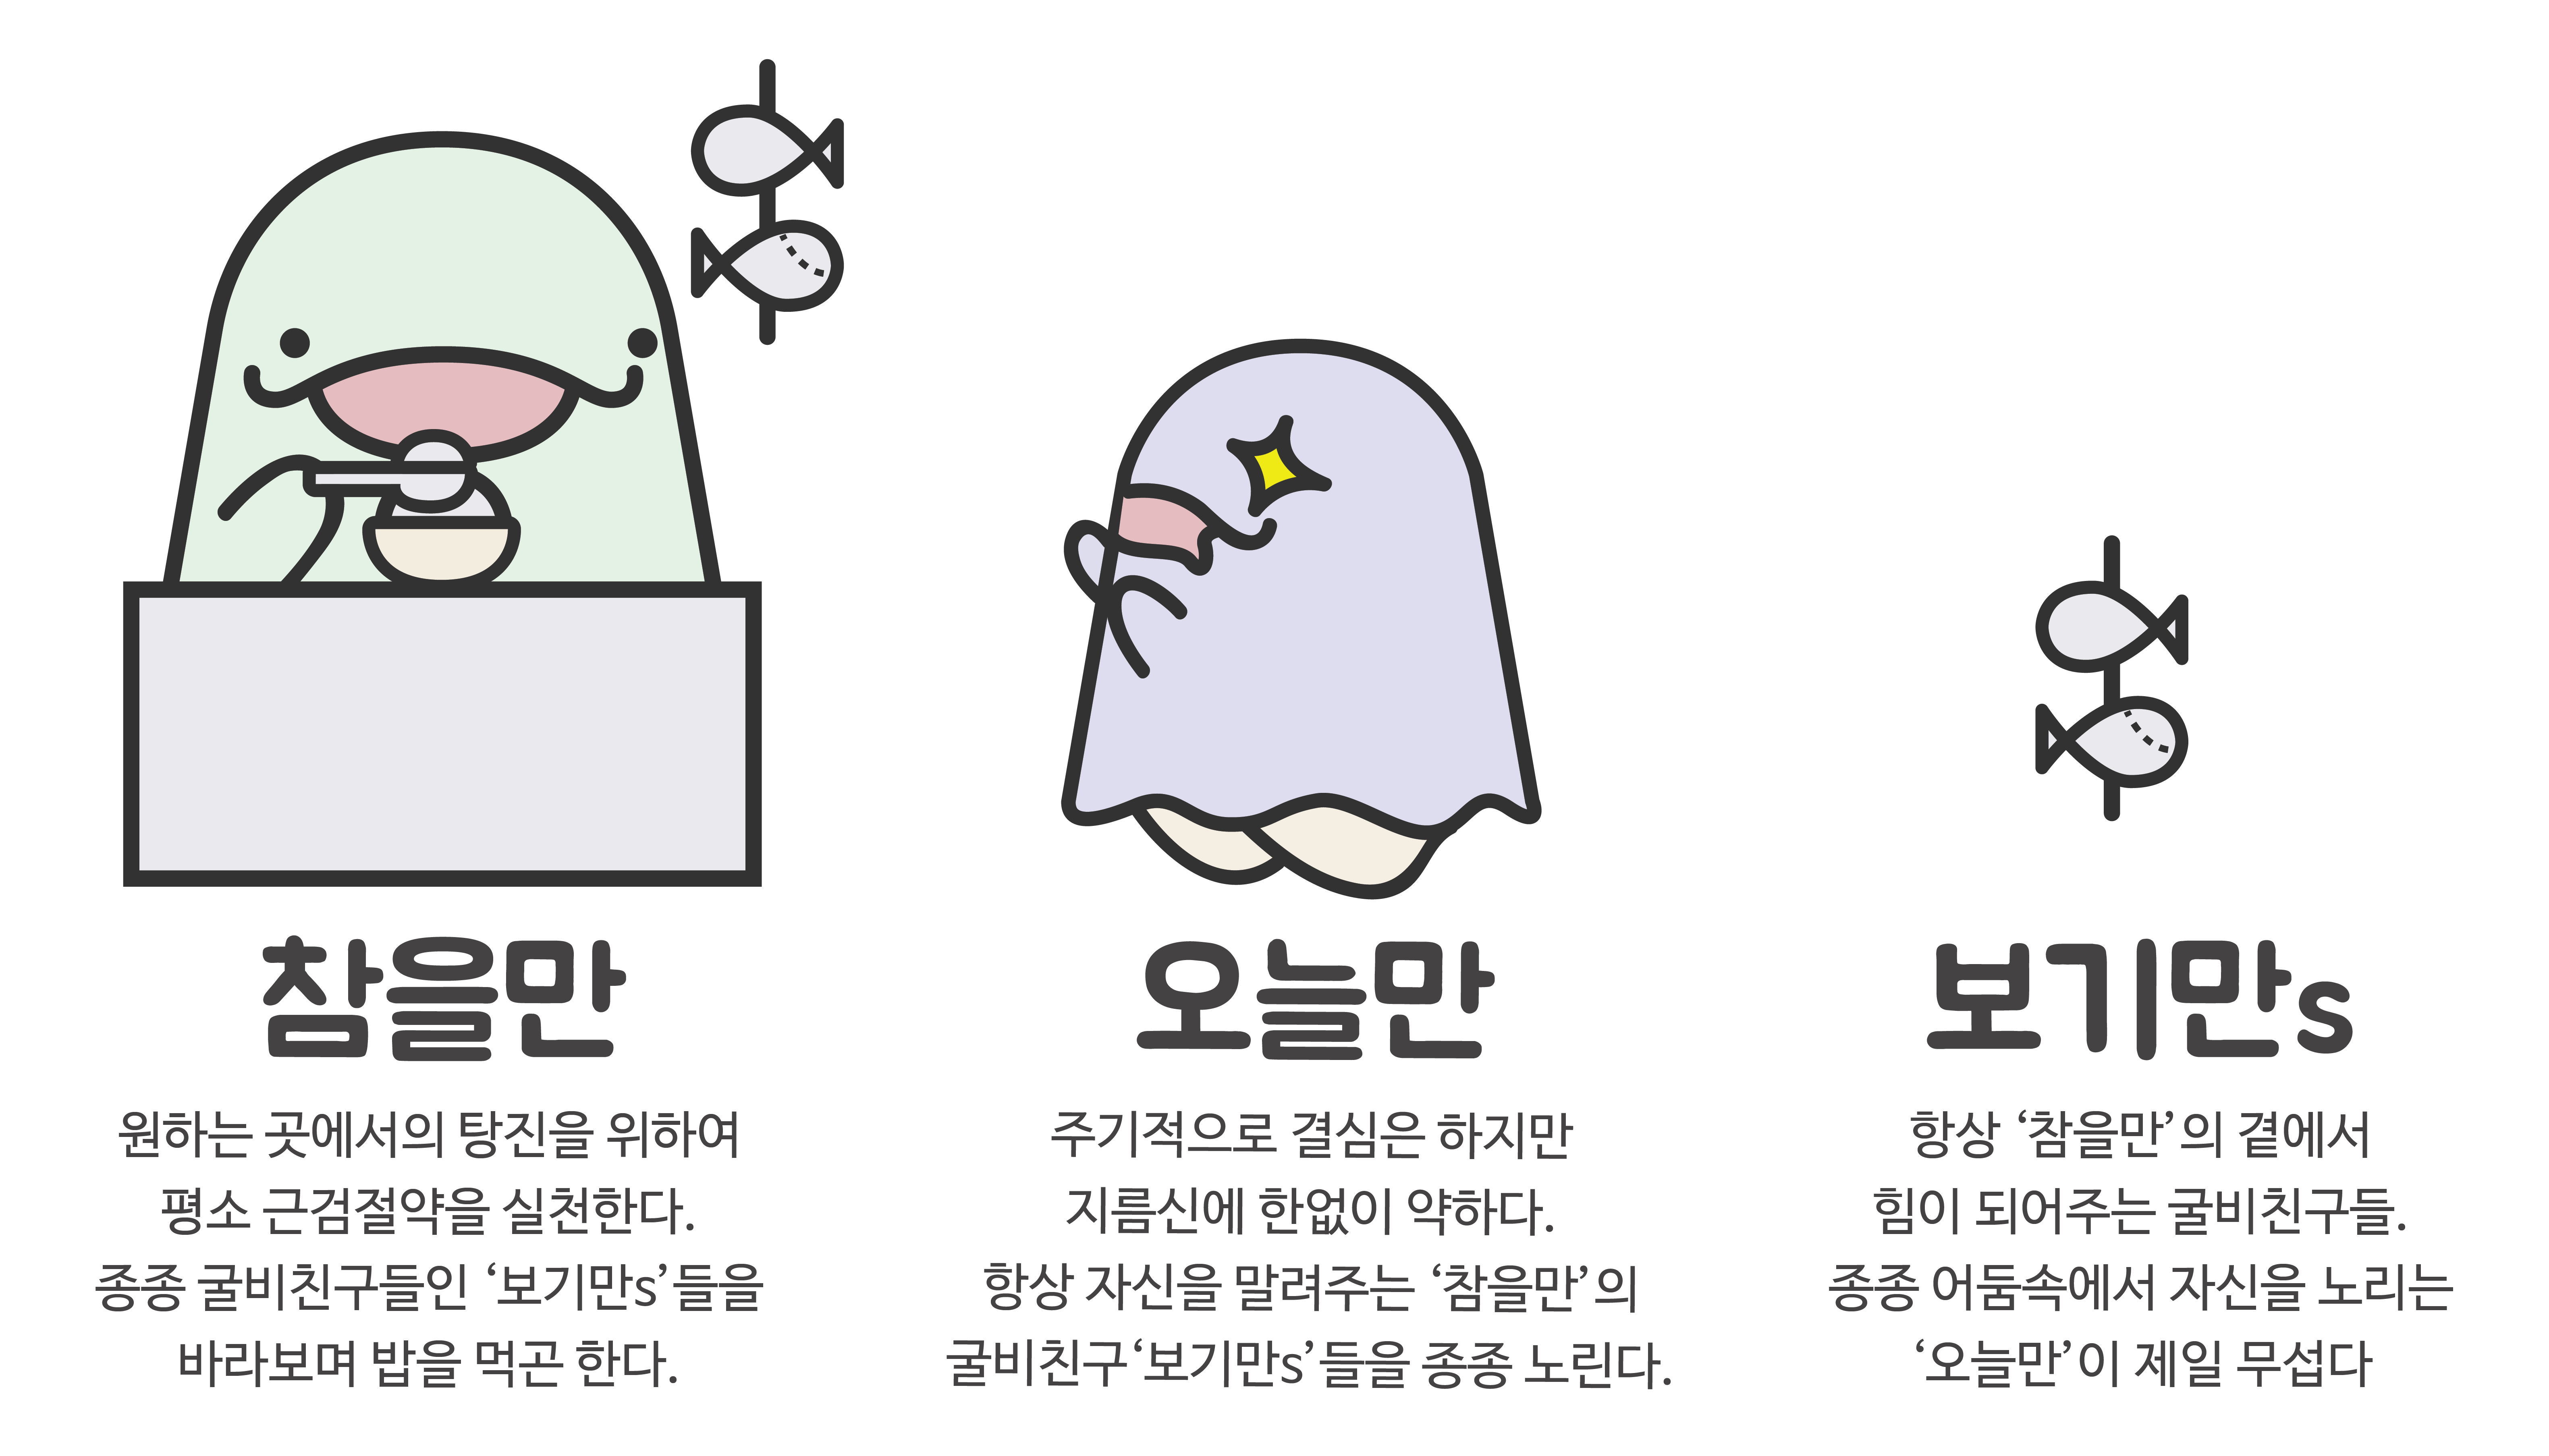 참을만
원하는 곳에서의 탕진을 위하여
평소 근검절약을 실천한다.
종종 굴비친구들인 ‘보기만s’들을
바라보며 밥을 먹곤 한다.
오늘만
주기적으로 결심은 하지만
지름신에 한없이 약하다.
항상 자신을 말려주는 ‘참을만’의
굴비친구‘보기만s’들을 종종 노린다.
보기만s
항상 ‘참을만’의 곁에서
힘이 되어주는 굴비친구들.
종종 어둠속에서 자신을 노리는
‘오늘만’이 제일 무섭다